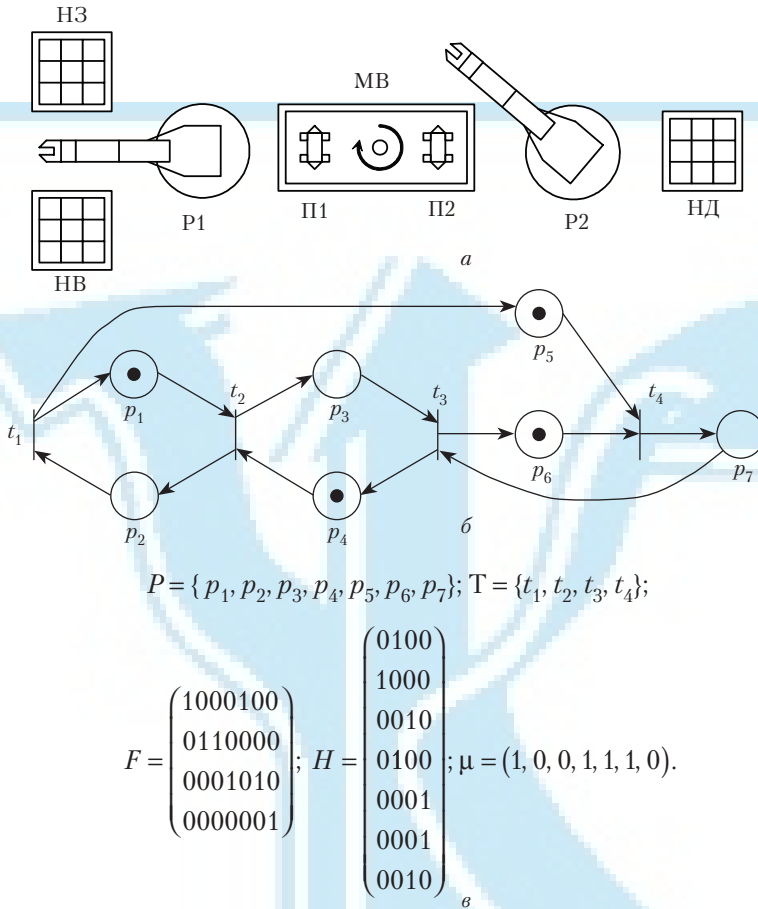 НЗ
МВ
Р1
П1
П2
Р2
НД
НВ
а
p₅
t₂
t₃
t₄
p₁
p₃
t₁
p₆
p₇
p₂
p₄
б
P = { p₁, p₂, p₃, p₄, p₅, p₆, p₇}; T = {t₁, t₂, t₃, t₄};
F = (1000100
0110000
0001010
0000001);
H = (0100
1000
0010
0100
0001
0001
0010);
μ = (1, 0, 0, 1, 1, 1, 0).
в